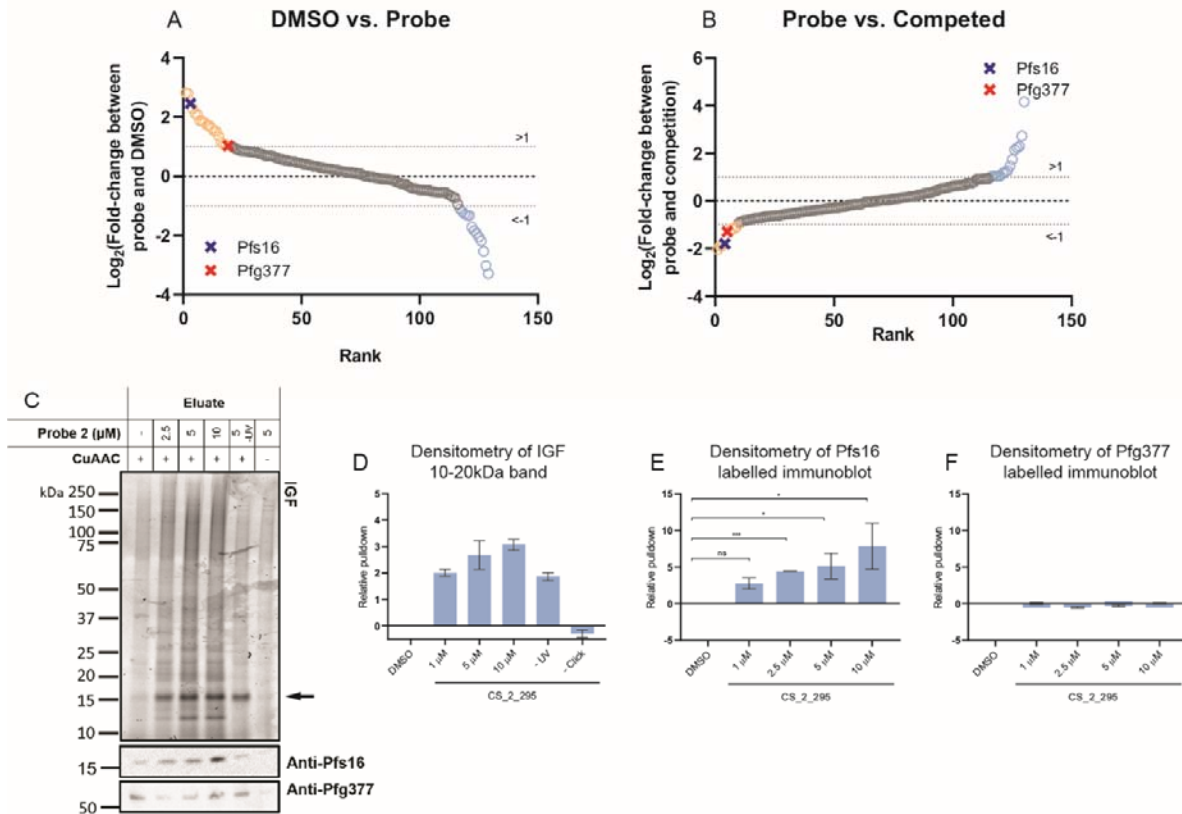 A
DMSO vs. Probe
Log2(Fold-change between
probe and DMSO)
4
2
0
-2
-4
>1
<-1
Pfs16
Pfg377
0
50
100
150
Rank
B
Probe vs. Competed
Log2(Fold-change between
probe and competition)
6
4
2
0
-2
-4
Pfs16
Pfg377
>1
<-1
0
50
100
150
Rank
C
Eluate
Probe 2 (μM)
-
2.5
5
10
5
-UV
5
CuAAC
+
+
+
+
+
-
kDa
250
150
100
75
50
37
25
20
15
10
IGF
15
Anti-Pfs16
50
Anti-Pfg377
D
Densitometry of IGF
10-20kDa band
Relative pulldown
5
4
3
2
1
0
DMSO
1 μM
5 μM
10 μM
- UV
- Click
CS_2_295
E
Densitometry of Pfs16
labelled immunoblot
Relative pulldown
15
10
5
0
-5
*
*
***
ns
DMSO
1 μM
2.5 μM
5 μM
10 μM
CS_2_295
F
Densitometry of Pfg377
labelled immunoblot
Relative pulldown
15
10
5
0
-5
DMSO
1 μM
2.5 μM
5 μM
10 μM
CS_2_295